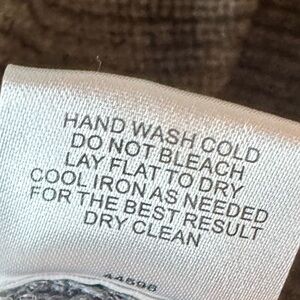 HAND WASH COLD
DO NOT BLEACH
LAY FLAT TO DRY
COOL IRON AS NEEDED
FOR THE BEST RESULT
DRY CLEAN